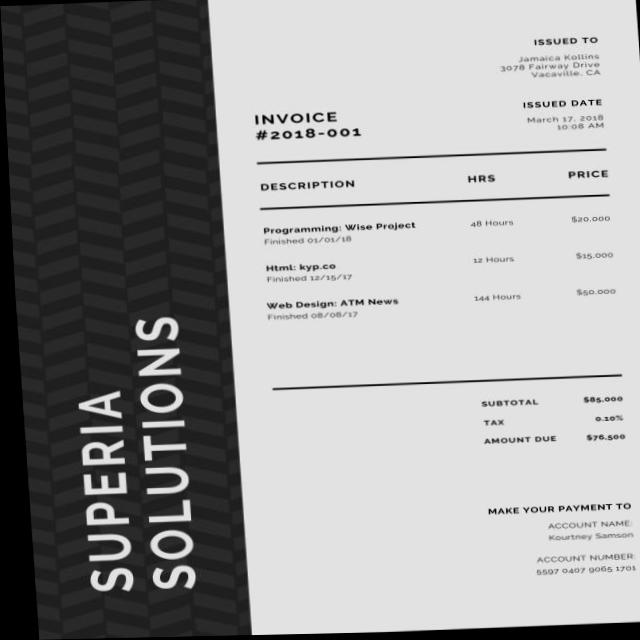 SUPERIA
SOLUTIONS
ISSUED TO
Jamaica Kollins
3078 Fairway Drive
Vacaville, CA
INVOICE
#2018-001
ISSUED DATE
March 17, 2018
10:08 AM
DESCRIPTION HRS PRICE
Programming: Wise Project 48 Hours $20.000
Finished 01/01/18
Html: kyp.co 12 Hours $15.000
Finished 12/15/17
Web Design: ATM News 144 Hours $50.000
Finished 08/08/17
SUBTOTAL $85.000
TAX 0.10%
AMOUNT DUE $76.500
MAKE YOUR PAYMENT TO
ACCOUNT NAME:
Kourtney Samson
ACCOUNT NUMBER:
5597 0407 9065 1701